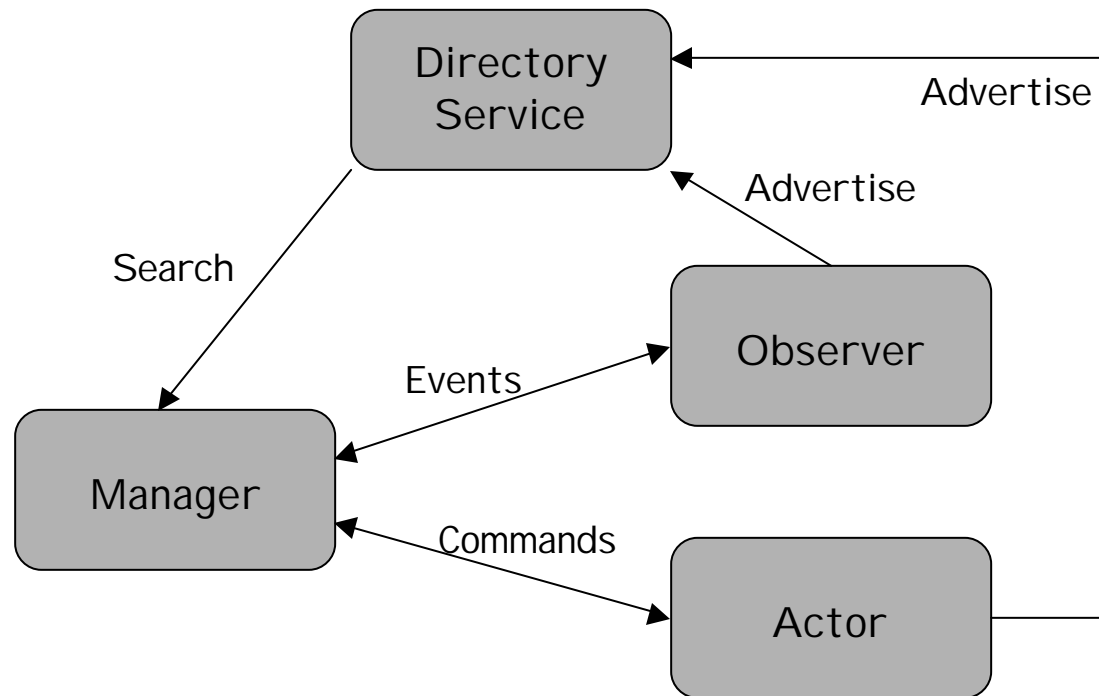 Directory
Service
Advertise
Advertise
Search
Observer
Events
Manager
Commands
Actor